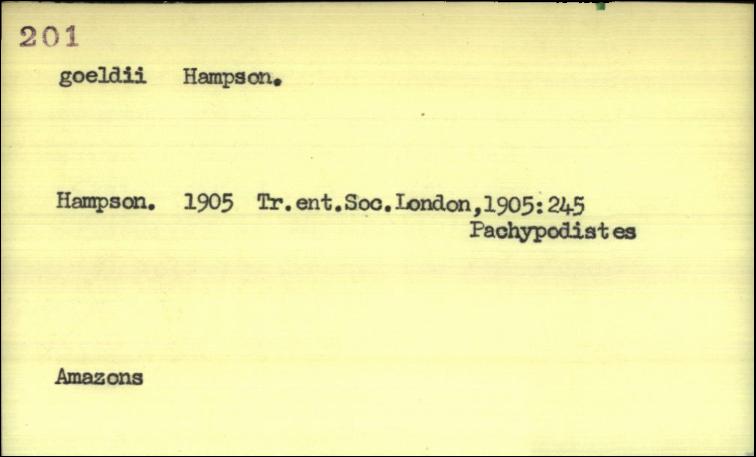 201
goeldii Hampson.
Hampson. 1905 Tr.ent.Soc.London,1905:245
Pachypodistes
Amazons